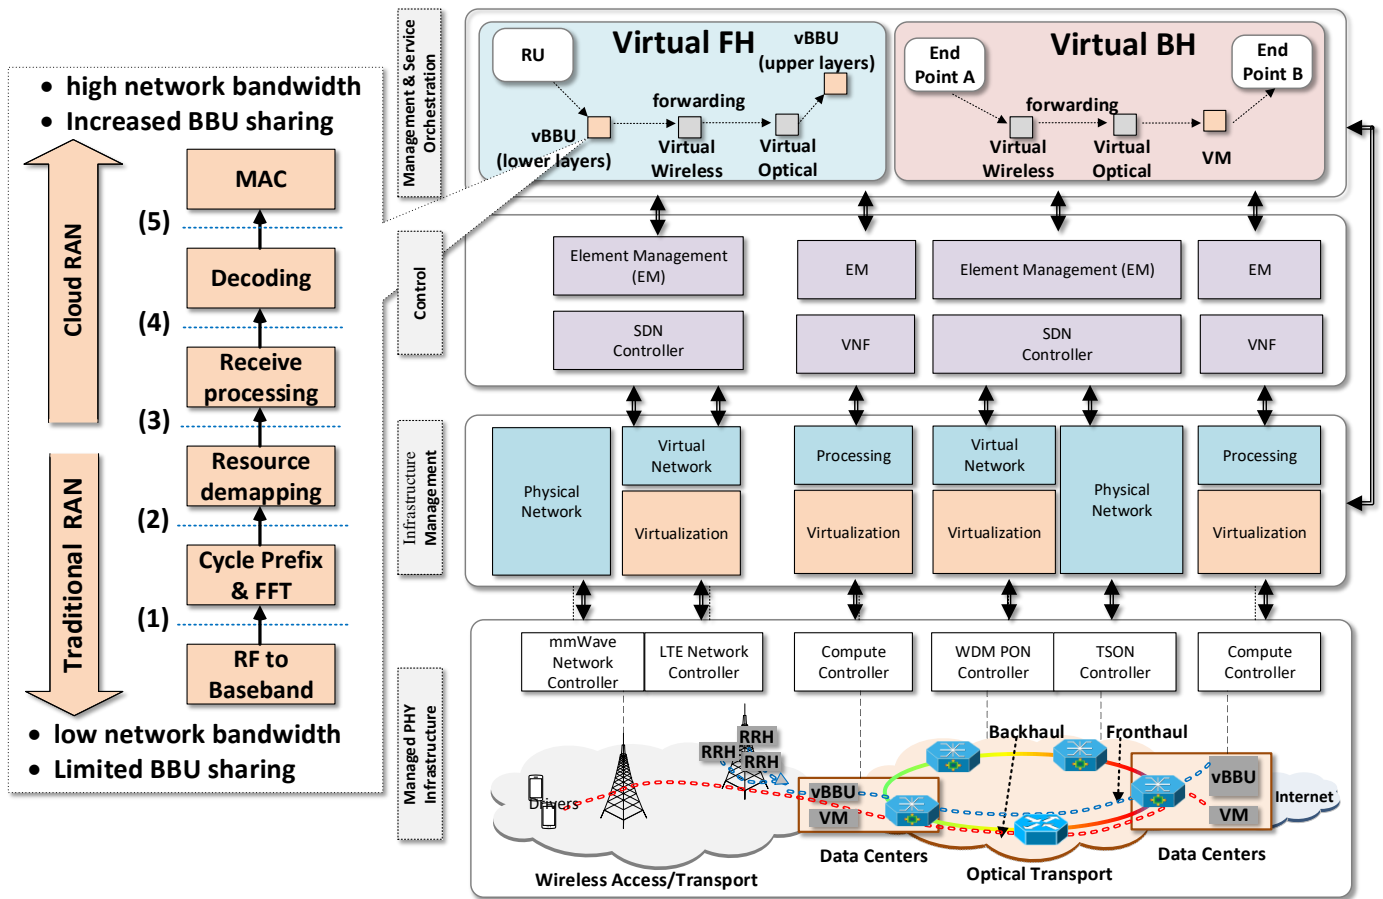 • high network bandwidth
• Increased BBU sharing
Cloud RAN
Traditional RAN
MAC
(5)
Decoding
(4)
Receive
processing
(3)
Resource
demapping
(2)
Cycle Prefix
& FFT
(1)
RF to
Baseband
• low network bandwidth
• Limited BBU sharing
Management & Service
Orchestration
Virtual FH
RU
vBBU
(upper layers)
forwarding
vBBU
(lower layers)
Virtual
Wireless
Virtual
Optical
Virtual BH
End
Point A
End
Point B
forwarding
Virtual
Wireless
Virtual
Optical
VM
Control
Element Management
(EM)
EM
Element Management (EM)
EM
SDN
Controller
VNF
SDN
Controller
VNF
Infrastructure
Management
Physical
Network
Virtual
Network
Virtualization
Processing
Virtualization
Virtual
Network
Virtualization
Physical
Network
Processing
Virtualization
Managed PHY
Infrastructure
mmWave
Network
Controller
LTE Network
Controller
Compute
Controller
WDM PON
Controller
TSON
Controller
Compute
Controller
RRH
RRH
RRH
Backhaul
Fronthaul
Drivers
vBBU
VM
vBBU
VM
Internet
Data Centers
Data Centers
Wireless Access/Transport
Optical Transport